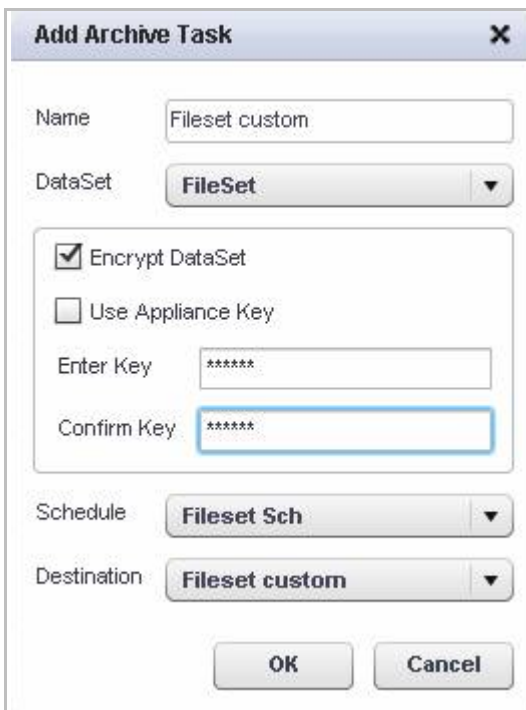 Add Archive Task
Name Fileset custom
DataSet FileSet
Encrypt DataSet
Use Appliance Key
Enter Key ******
Confirm Key ******
Schedule Fileset Sch
Destination Fileset custom
OK Cancel